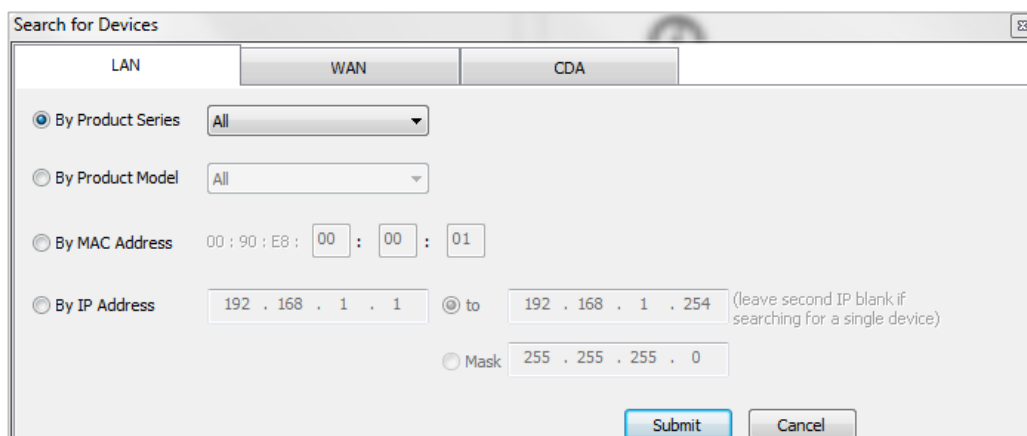 Search for Devices
LAN WAN CDA
By Product Series All
By Product Model All
By MAC Address 00 : 90 : E8 : 00 : 00 : 01
By IP Address 192 . 168 . 1 . 1 to 192 . 168 . 1 . 254 (leave second IP blank if
searching for a single device)
Mask 255 . 255 . 255 . 0
Submit Cancel